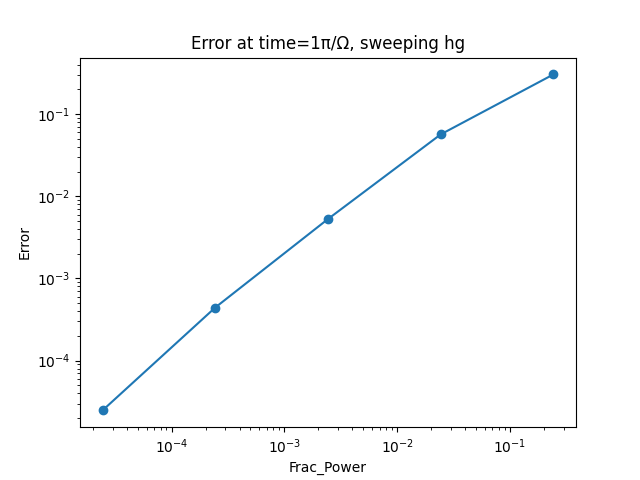 Error at time=1π/Ω, sweeping hg
10⁻¹
10⁻²
10⁻³
10⁻⁴
Error
10⁻⁴
10⁻³
10⁻²
10⁻¹
Frac_Power